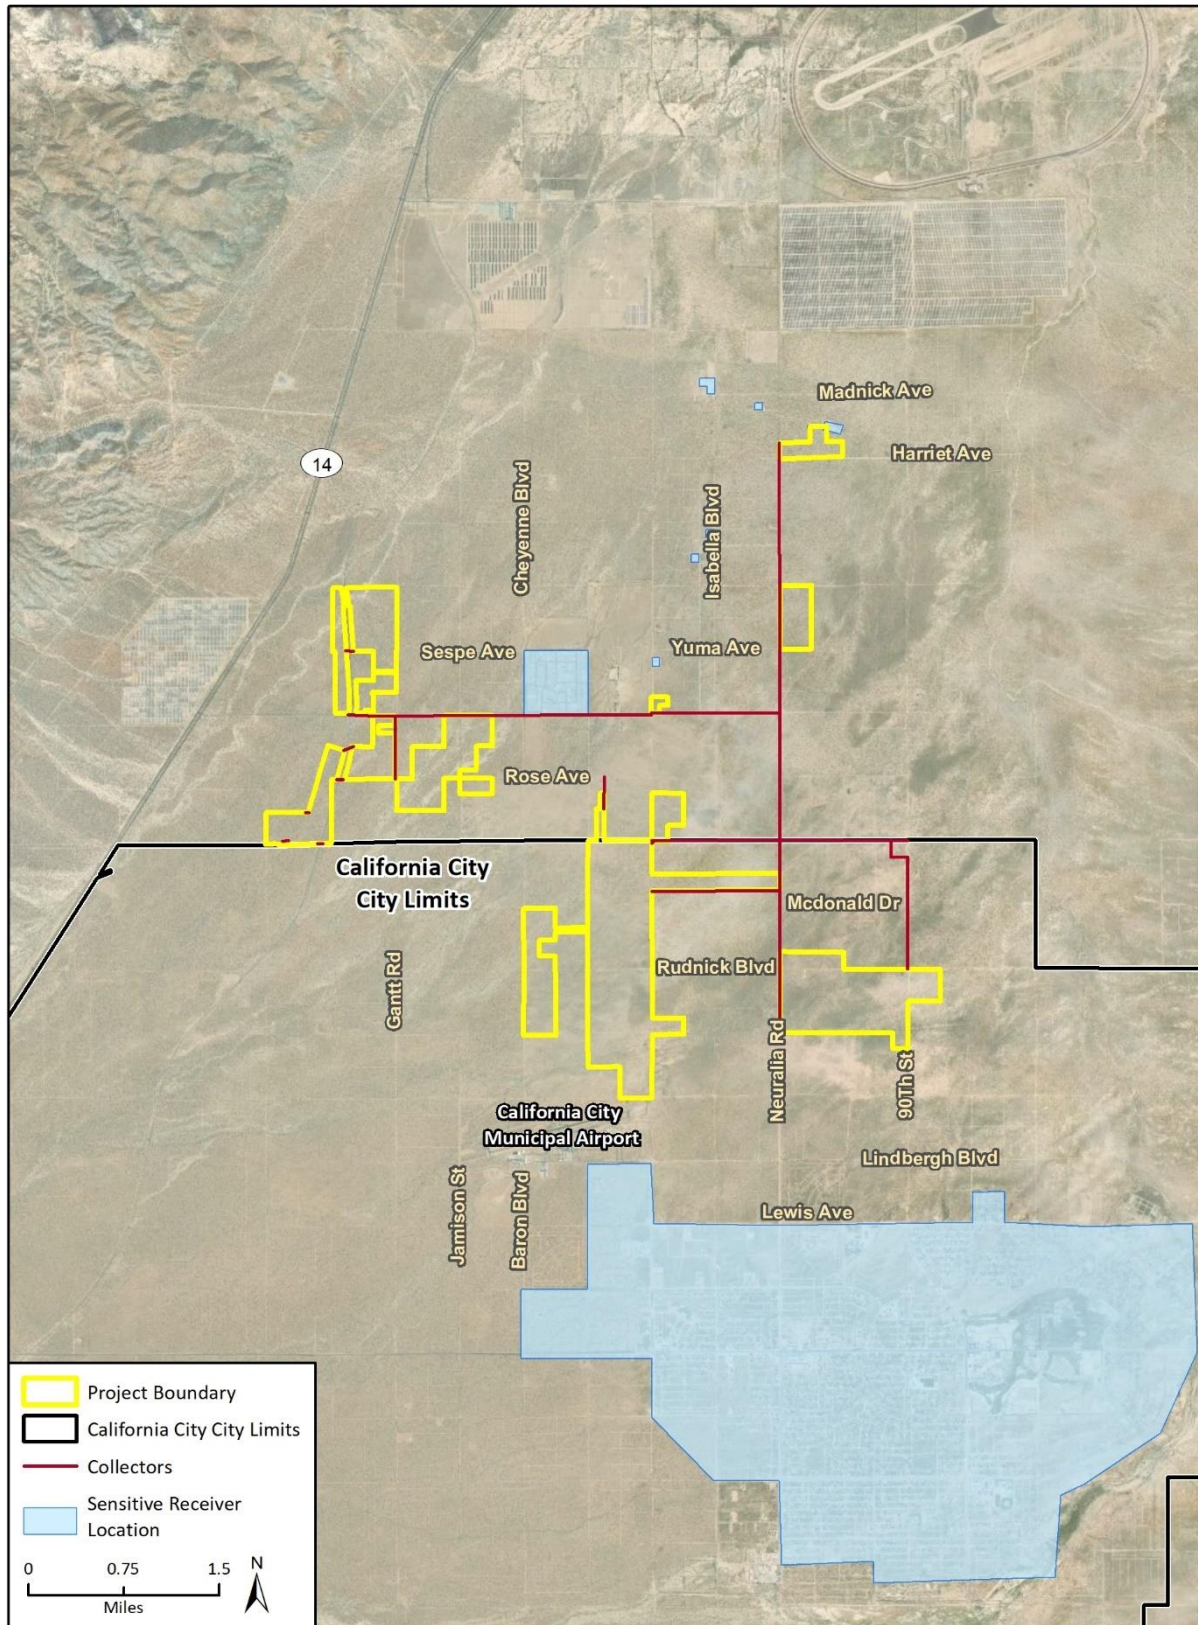 Madnick Ave
Harriet Ave
14
Cheyenne Blvd
Isabella Blvd
Sespe Ave
Yuma Ave
Rose Ave
California City
City Limits
Mcdonald Dr
Gantt Rd
Rudnick Blvd
Neuralia Rd
90Th St
California City
Municipal Airport
Jamison St
Baron Blvd
Lindbergh Blvd
Lewis Ave
Project Boundary
California City City Limits
Collectors
Sensitive Receiver
Location
0 0.75 1.5
Miles
N